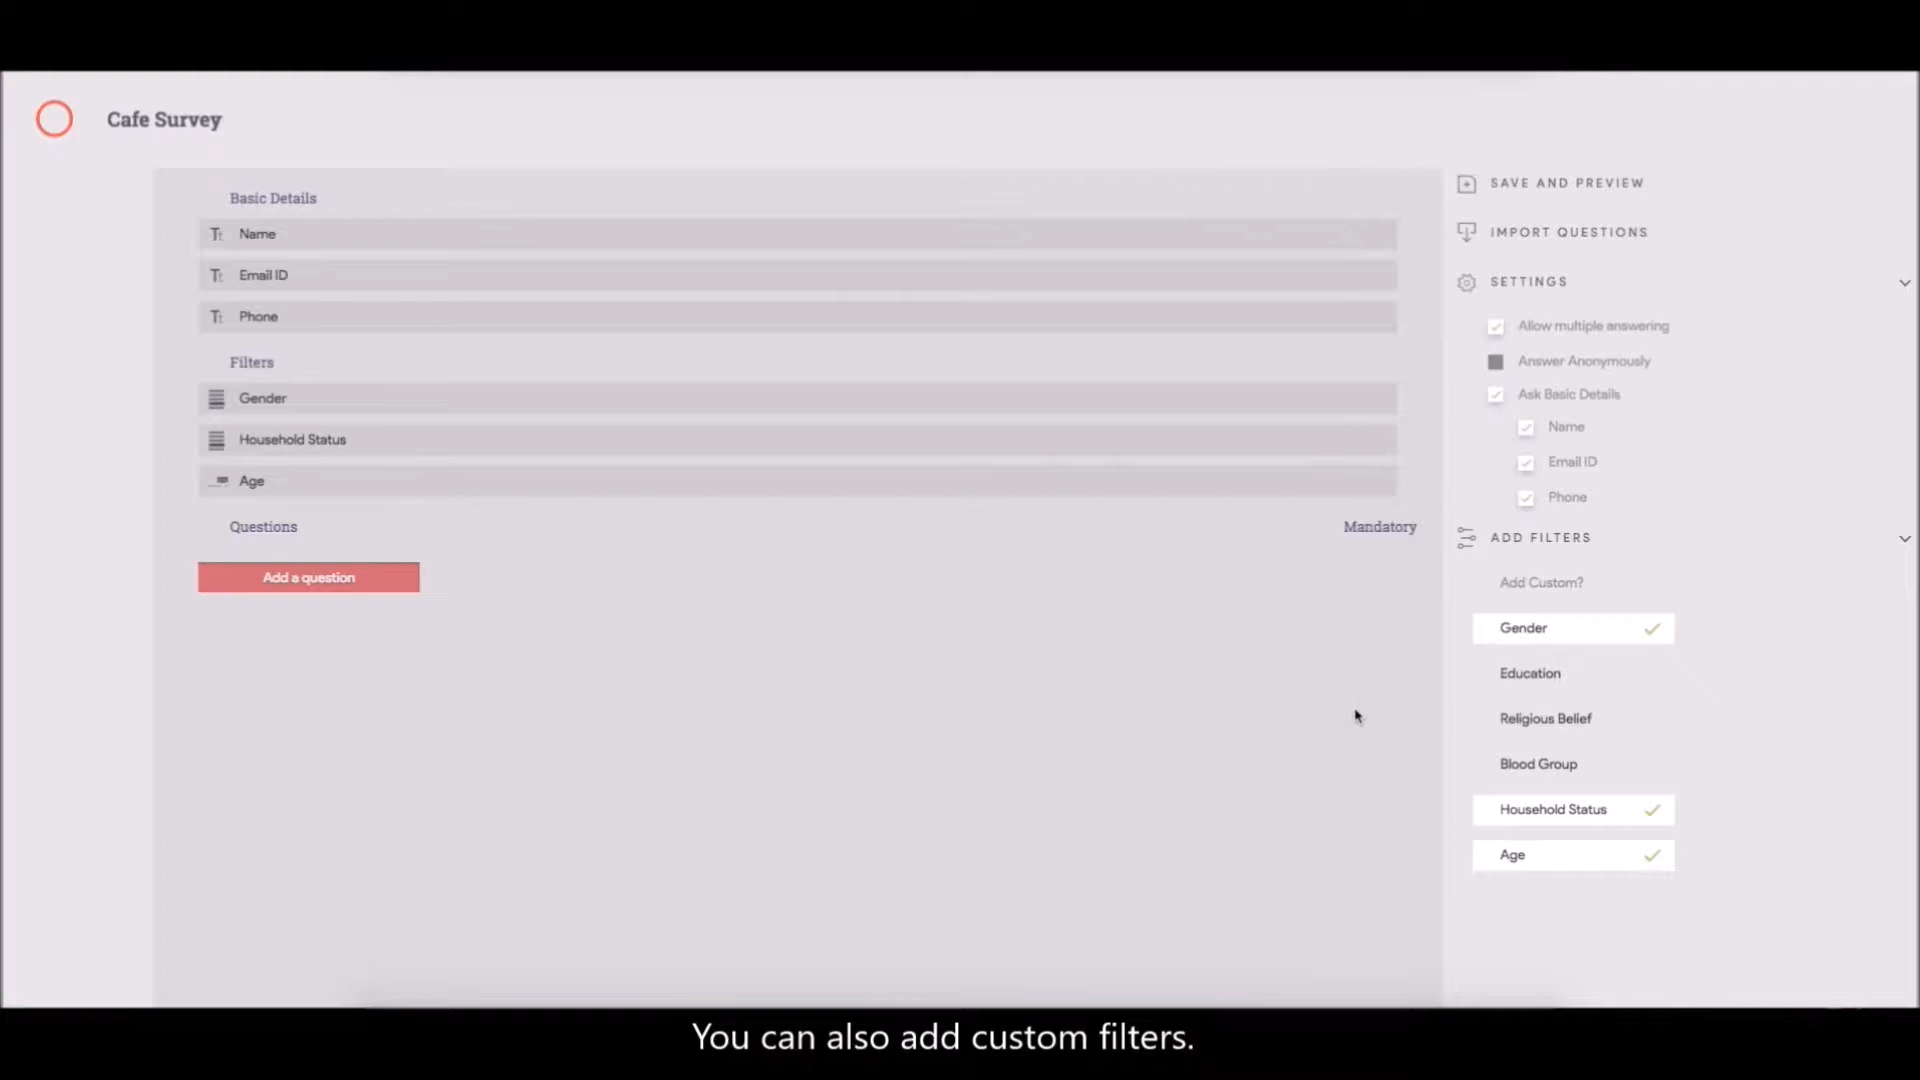 Cafe Survey
Basic Details
Name
Email ID
Phone
Filters
Gender
Household Status
Age
Questions
Mandatory
Add a question
SAVE AND PREVIEW
IMPORT QUESTIONS
SETTINGS
Allow multiple answering
Answer Anonymously
Ask Basic Details
Name
Email ID
Phone
ADD FILTERS
Add Custom?
Gender
Education
Religious Belief
Blood Group
Household Status
Age
You can also add custom filters.